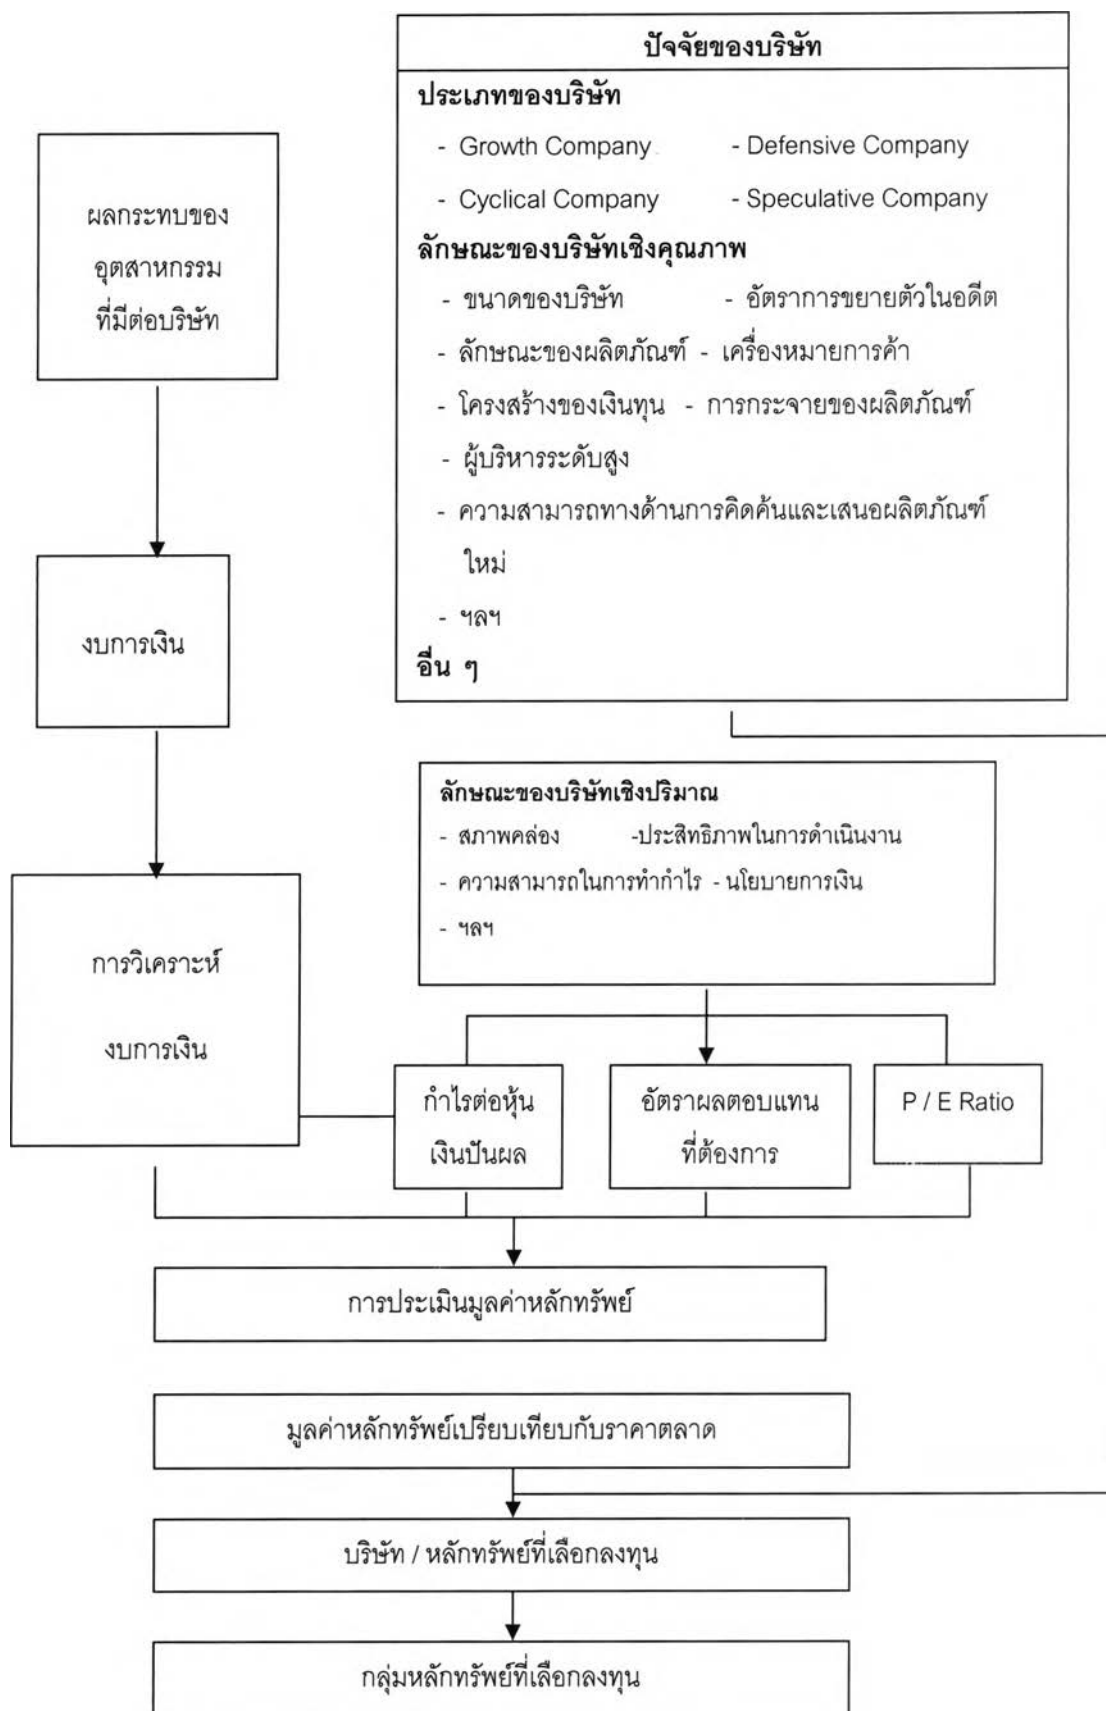 ปัจจัยของบริษัท
ประเภทของบริษัท
- Growth Company - Defensive Company
- Cyclical Company - Speculative Company
ลักษณะของบริษัทเชิงคุณภาพ
- ขนาดของบริษัท - อัตราการขยายตัวในอดีต
- ลักษณะของผลิตภัณฑ์ - เครื่องหมายการค้า
- โครงสร้างของเงินทุน - การกระจายของผลิตภัณฑ์
- ผู้บริหารระดับสูง
- ความสามารถทางด้านการคิดค้นและเสนอผลิตภัณฑ์
ใหม่
- ฯลฯ
อื่น ๆ
ผลกระทบของ
อุตสาหกรรม
ที่มีต่อบริษัท
งบการเงิน
ลักษณะของบริษัทเชิงปริมาณ
- สภาพคล่อง -ประสิทธิภาพในการดำเนินงาน
- ความสามารถในการทำกำไร - นโยบายการเงิน
- ฯลฯ
การวิเคราะห์
งบการเงิน
กำไรต่อหุ้น
เงินปันผล
อัตราผลตอบแทน
ที่ต้องการ
P / E Ratio
การประเมินมูลค่าหลักทรัพย์
มูลค่าหลักทรัพย์เปรียบเทียบกับราคาตลาด
บริษัท / หลักทรัพย์ที่เลือกลงทุน
กลุ่มหลักทรัพย์ที่เลือกลงทุน